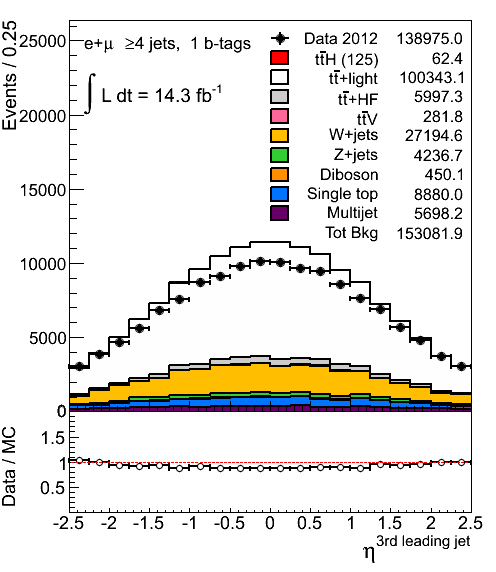 Events / 0.25
25000
20000
15000
10000
5000
0
e+μ ≥4 jets, 1 b-tags
∫ L dt = 14.3 fb⁻¹
Data 2012 138975.0
tt̄H (125) 62.4
tt̄+light 100343.1
tt̄+HF 5997.3
tt̄V 281.8
W+jets 27194.6
Z+jets 4236.7
Diboson 450.1
Single top 8880.0
Multijet 5698.2
Tot Bkg 153081.9
Data / MC
1.5
1
0.5
-2.5 -2 -1.5 -1 -0.5 0 0.5 1 1.5 2 2.5
η 3rd leading jet